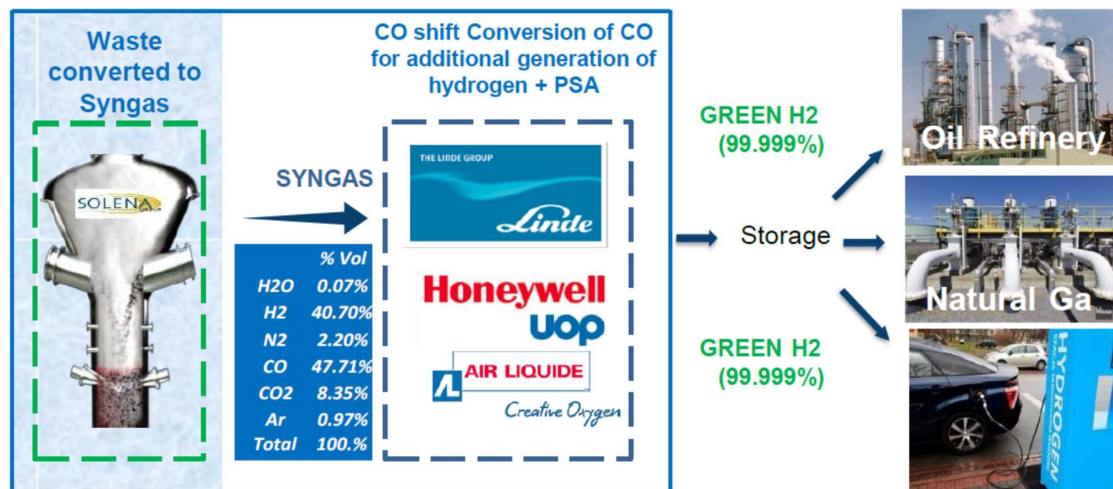 Waste
converted to
Syngas
SOLENA
GROUP
CO shift Conversion of CO
for additional generation of
hydrogen + PSA
SYNGAS
% Vol
H2O 0.07%
H2 40.70%
N2 2.20%
CO 47.71%
CO2 8.35%
Ar 0.97%
Total 100.%
THE LINDE GROUP
Linde
Honeywell
uop
AL AIR LIQUIDE
Creative Oxygen
GREEN H2
(99.999%)
Storage
GREEN H2
(99.999%)
Oil Refinery
Natural Ga
HYDROGEN